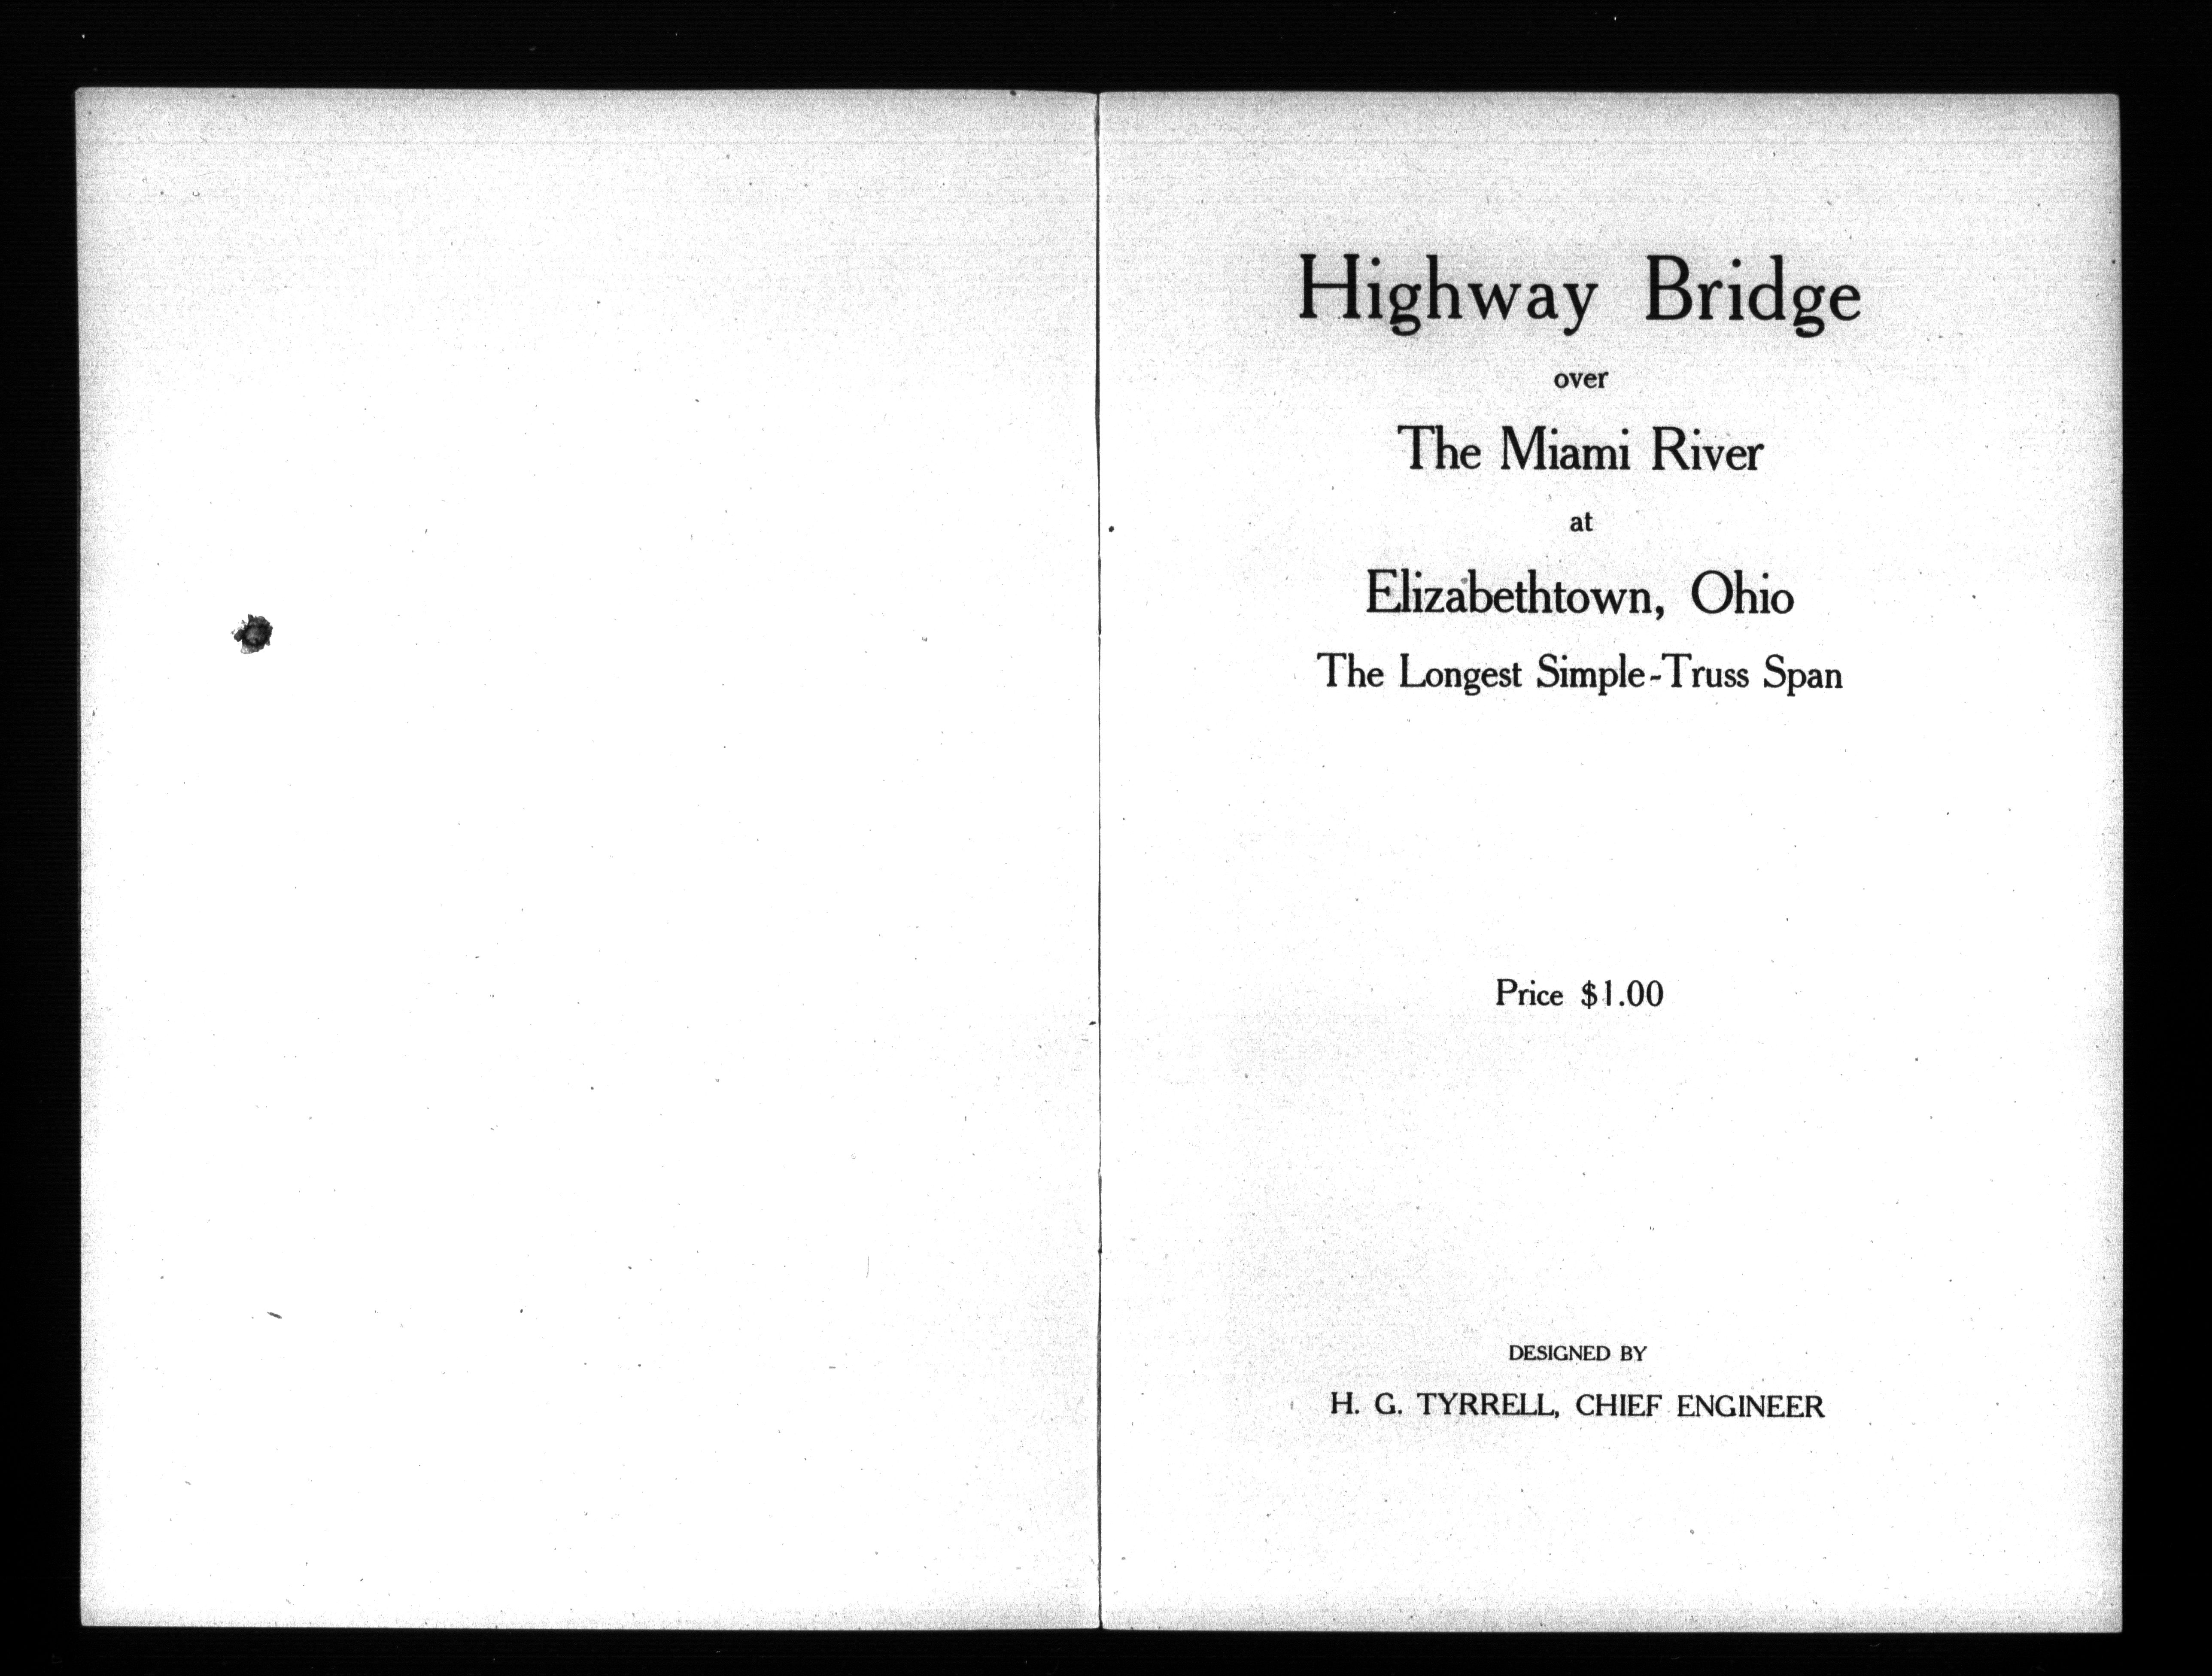 Highway Bridge
over
The Miami River
at
Elizabethtown, Ohio
The Longest Simple-Truss Span
Price $1.00
DESIGNED BY
H. G. TYRRELL, CHIEF ENGINEER